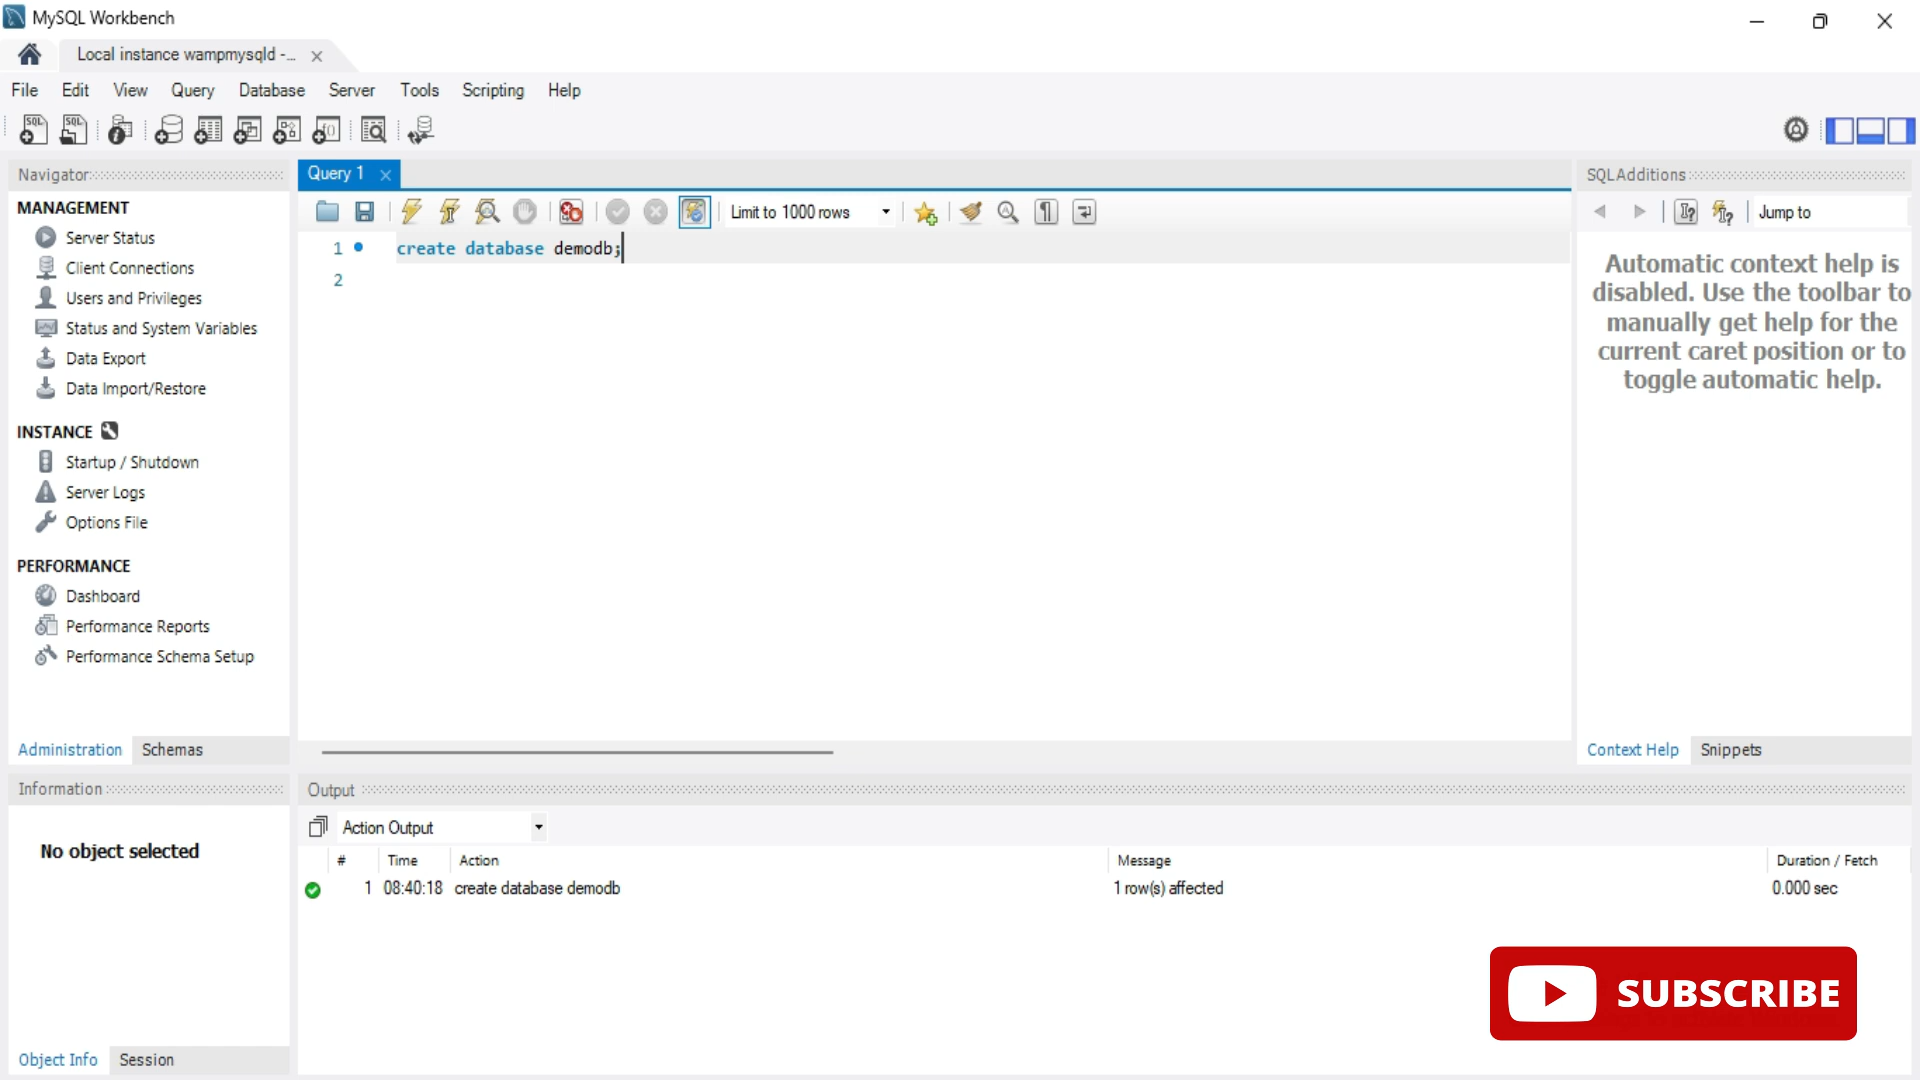 MySQL Workbench
Local instance wampmysqld -...
File Edit View Query Database Server Tools Scripting Help
Navigator
MANAGEMENT
Server Status
Client Connections
Users and Privileges
Status and System Variables
Data Export
Data Import/Restore
INSTANCE
Startup / Shutdown
Server Logs
Options File
PERFORMANCE
Dashboard
Performance Reports
Performance Schema Setup
Administration Schemas
Query 1
Limit to 1000 rows
1 create database demodb;
2
SQLAdditions
Jump to
Automatic context help is
disabled. Use the toolbar to
manually get help for the
current caret position or to
toggle automatic help.
Context Help Snippets
Information
No object selected
Object Info Session
Output
Action Output
# Time Action Message Duration / Fetch
1 08:40:18 create database demodb 1 row(s) affected 0.000 sec
SUBSCRIBE